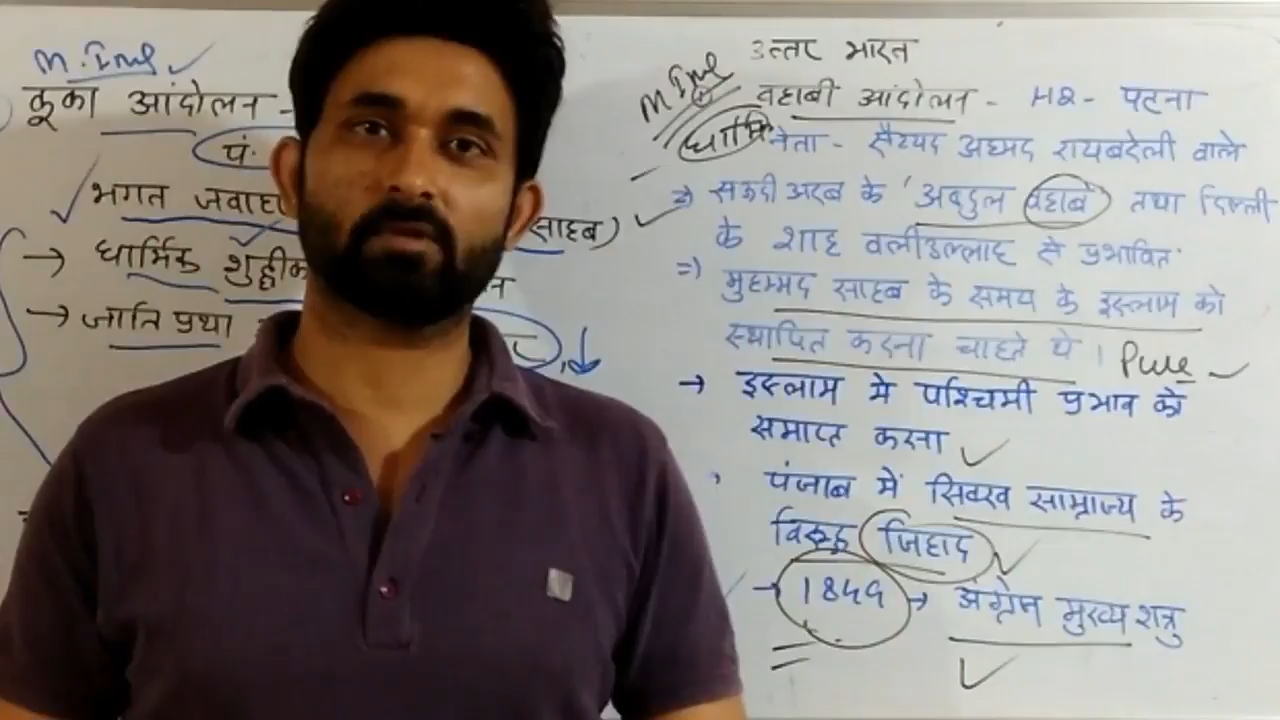 M. Imp
कूका आंदोलन -
पं.
भगत जवाहा
साहब)
→ धार्मिक शुद्धीक
न
→ जाति प्रथा
M Imp
उत्तर भारत
वहाबी आंदोलन - HQ - पटना
धार्मि नेता - सैय्यद अहमद रायबरेली वाले
⇒ सऊदी अरब के 'अबदुल वहाब' तथा दिल्ली
के शाह वलीउल्लाह से प्रभावित
⇒ मुहम्मद साहब के समय के इस्लाम को
स्थापित करना चाहते थे । Pure
→ इस्लाम मे पश्चिमी प्रभाव को
समाप्त करना
पंजाब में सिक्ख साम्राज्य के
विरूद्ध जिहाद
→ 1849 → अंग्रेज मुख्य शत्रु